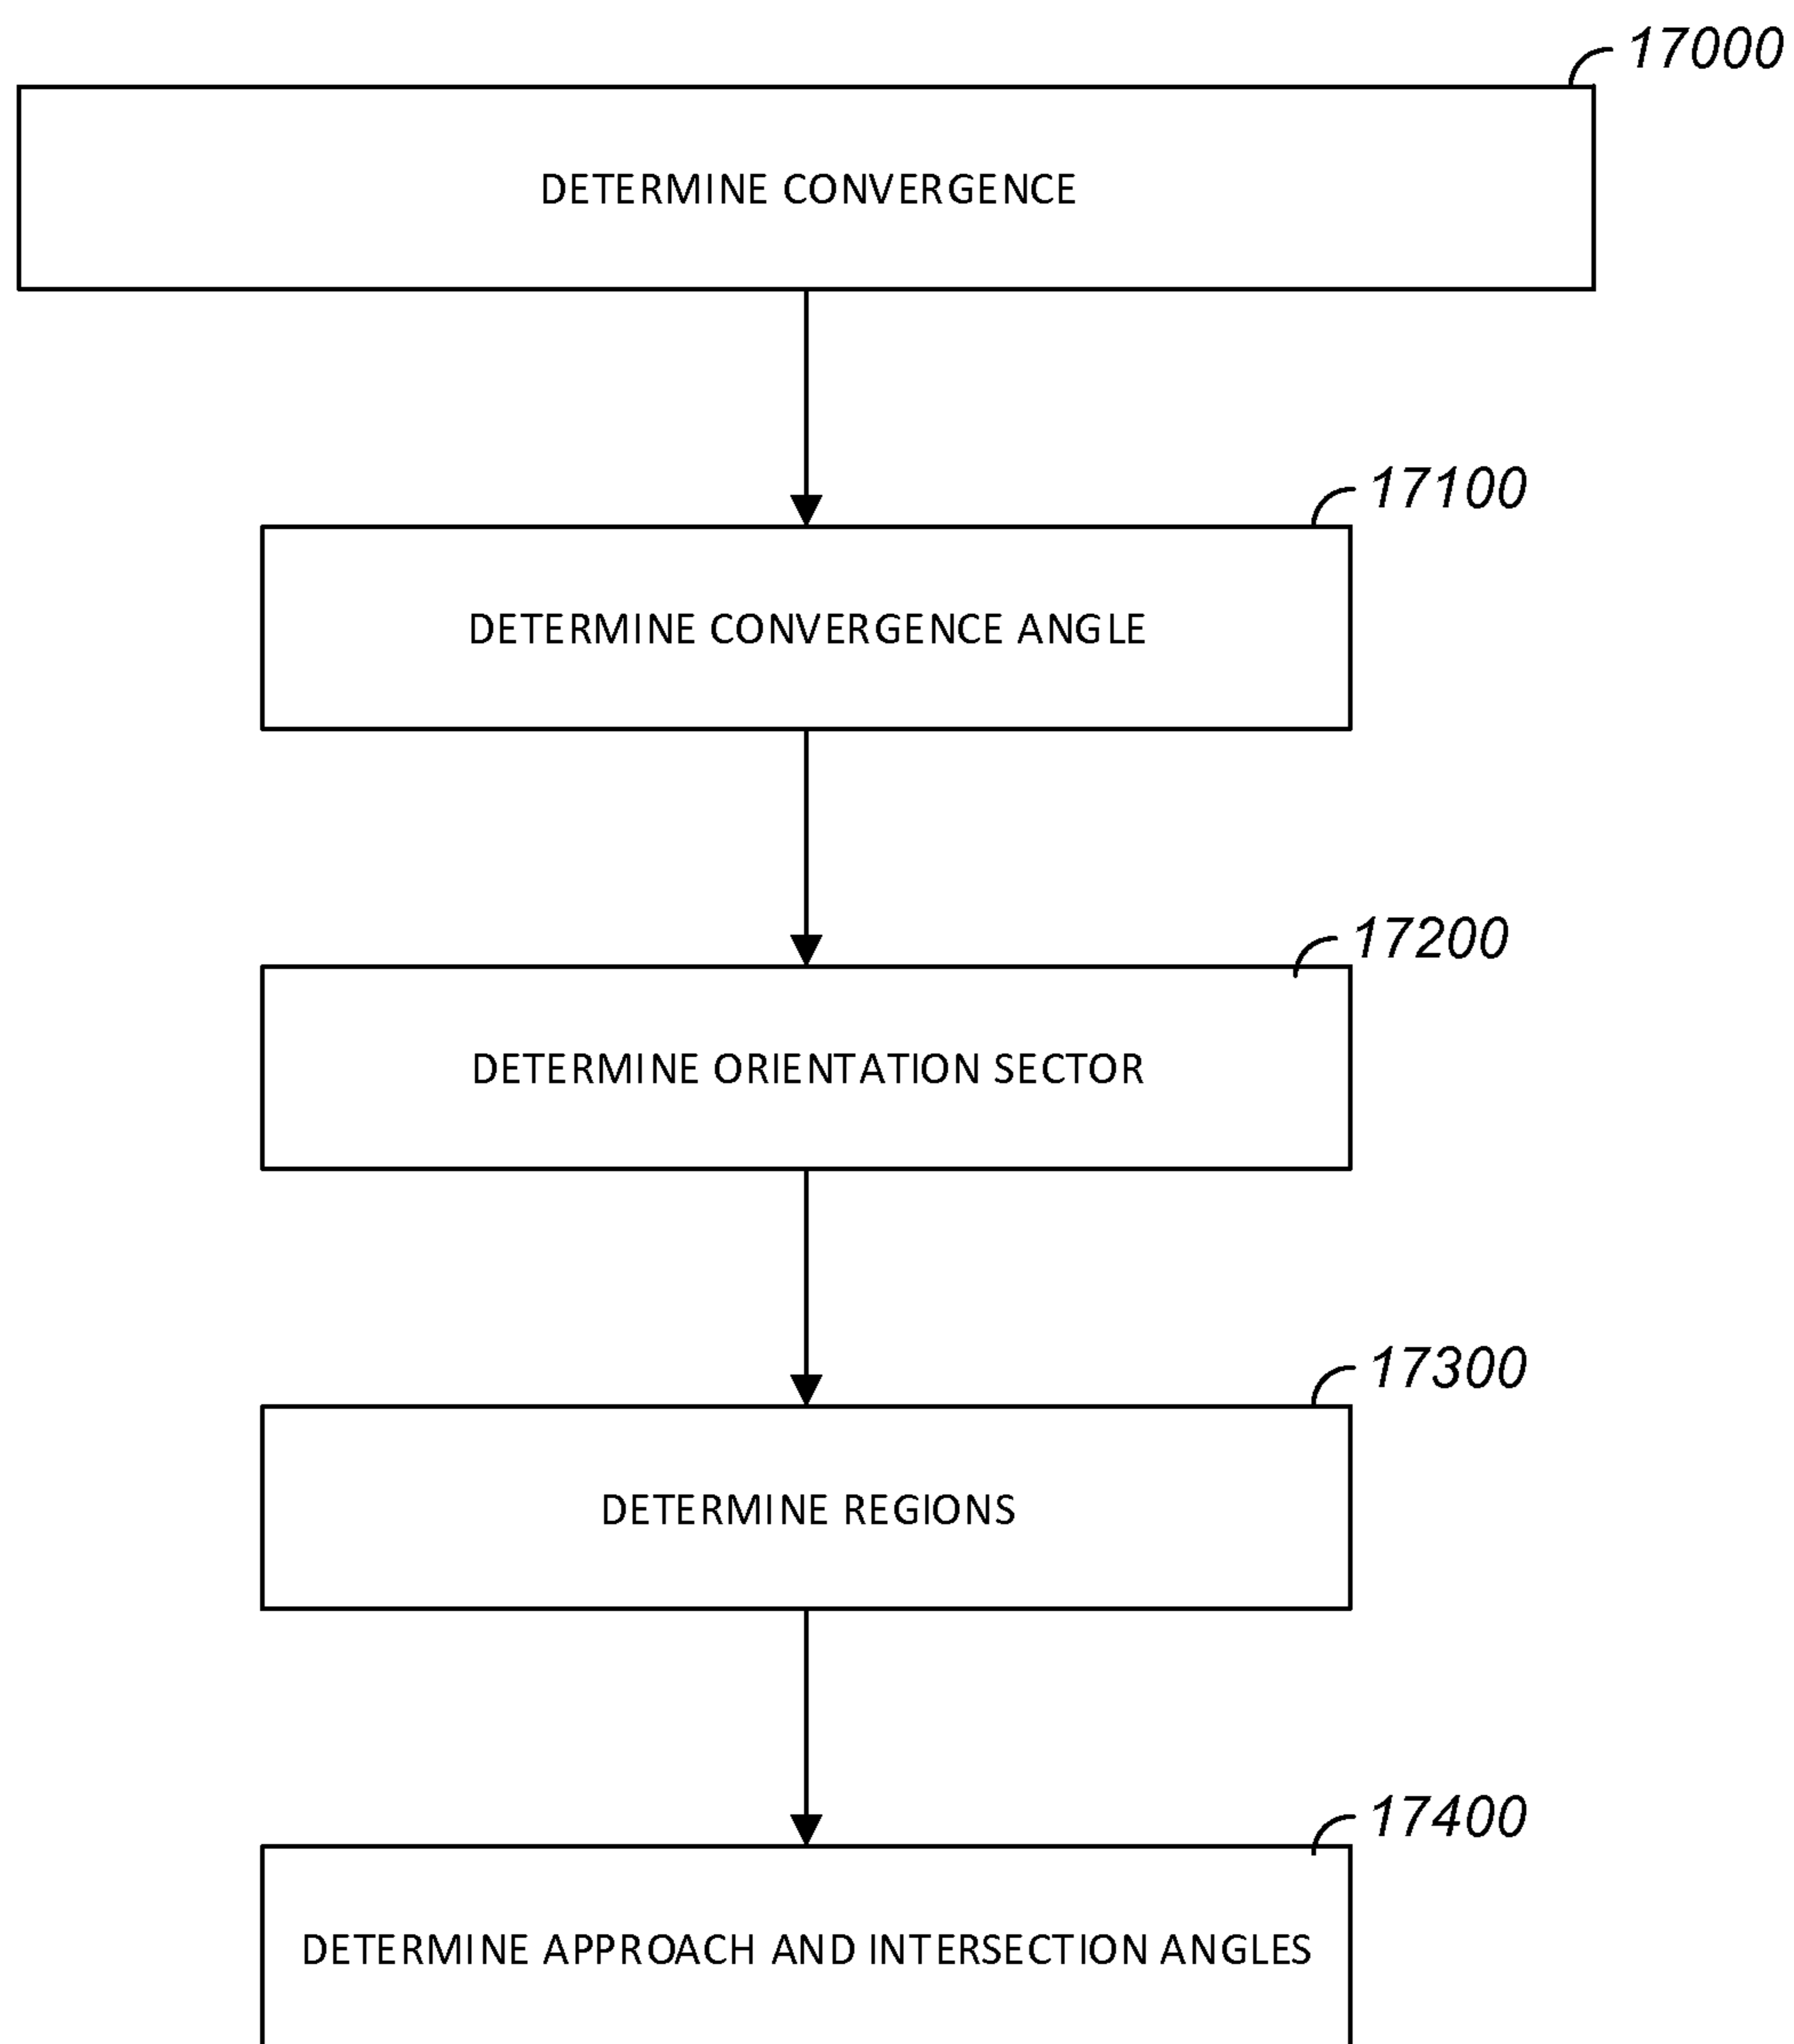 17000
DETERMINE CONVERGENCE
17100
DETERMINE CONVERGENCE ANGLE
17200
DETERMINE ORIENTATION SECTOR
17300
DETERMINE REGIONS
17400
DETERMINE APPROACH AND INTERSECTION ANGLES